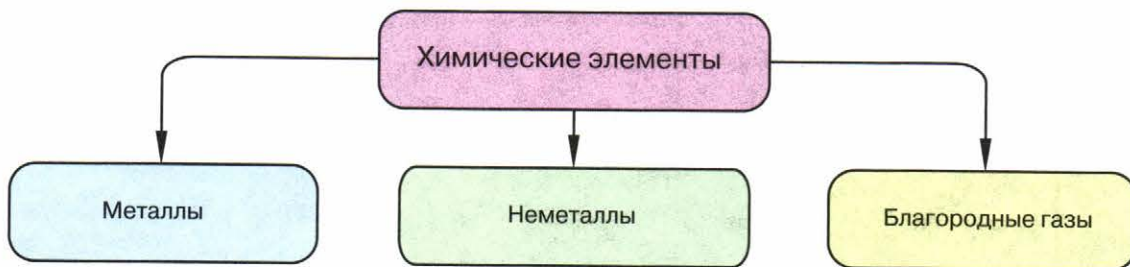 Химические элементы
Металлы
Неметаллы
Благородные газы